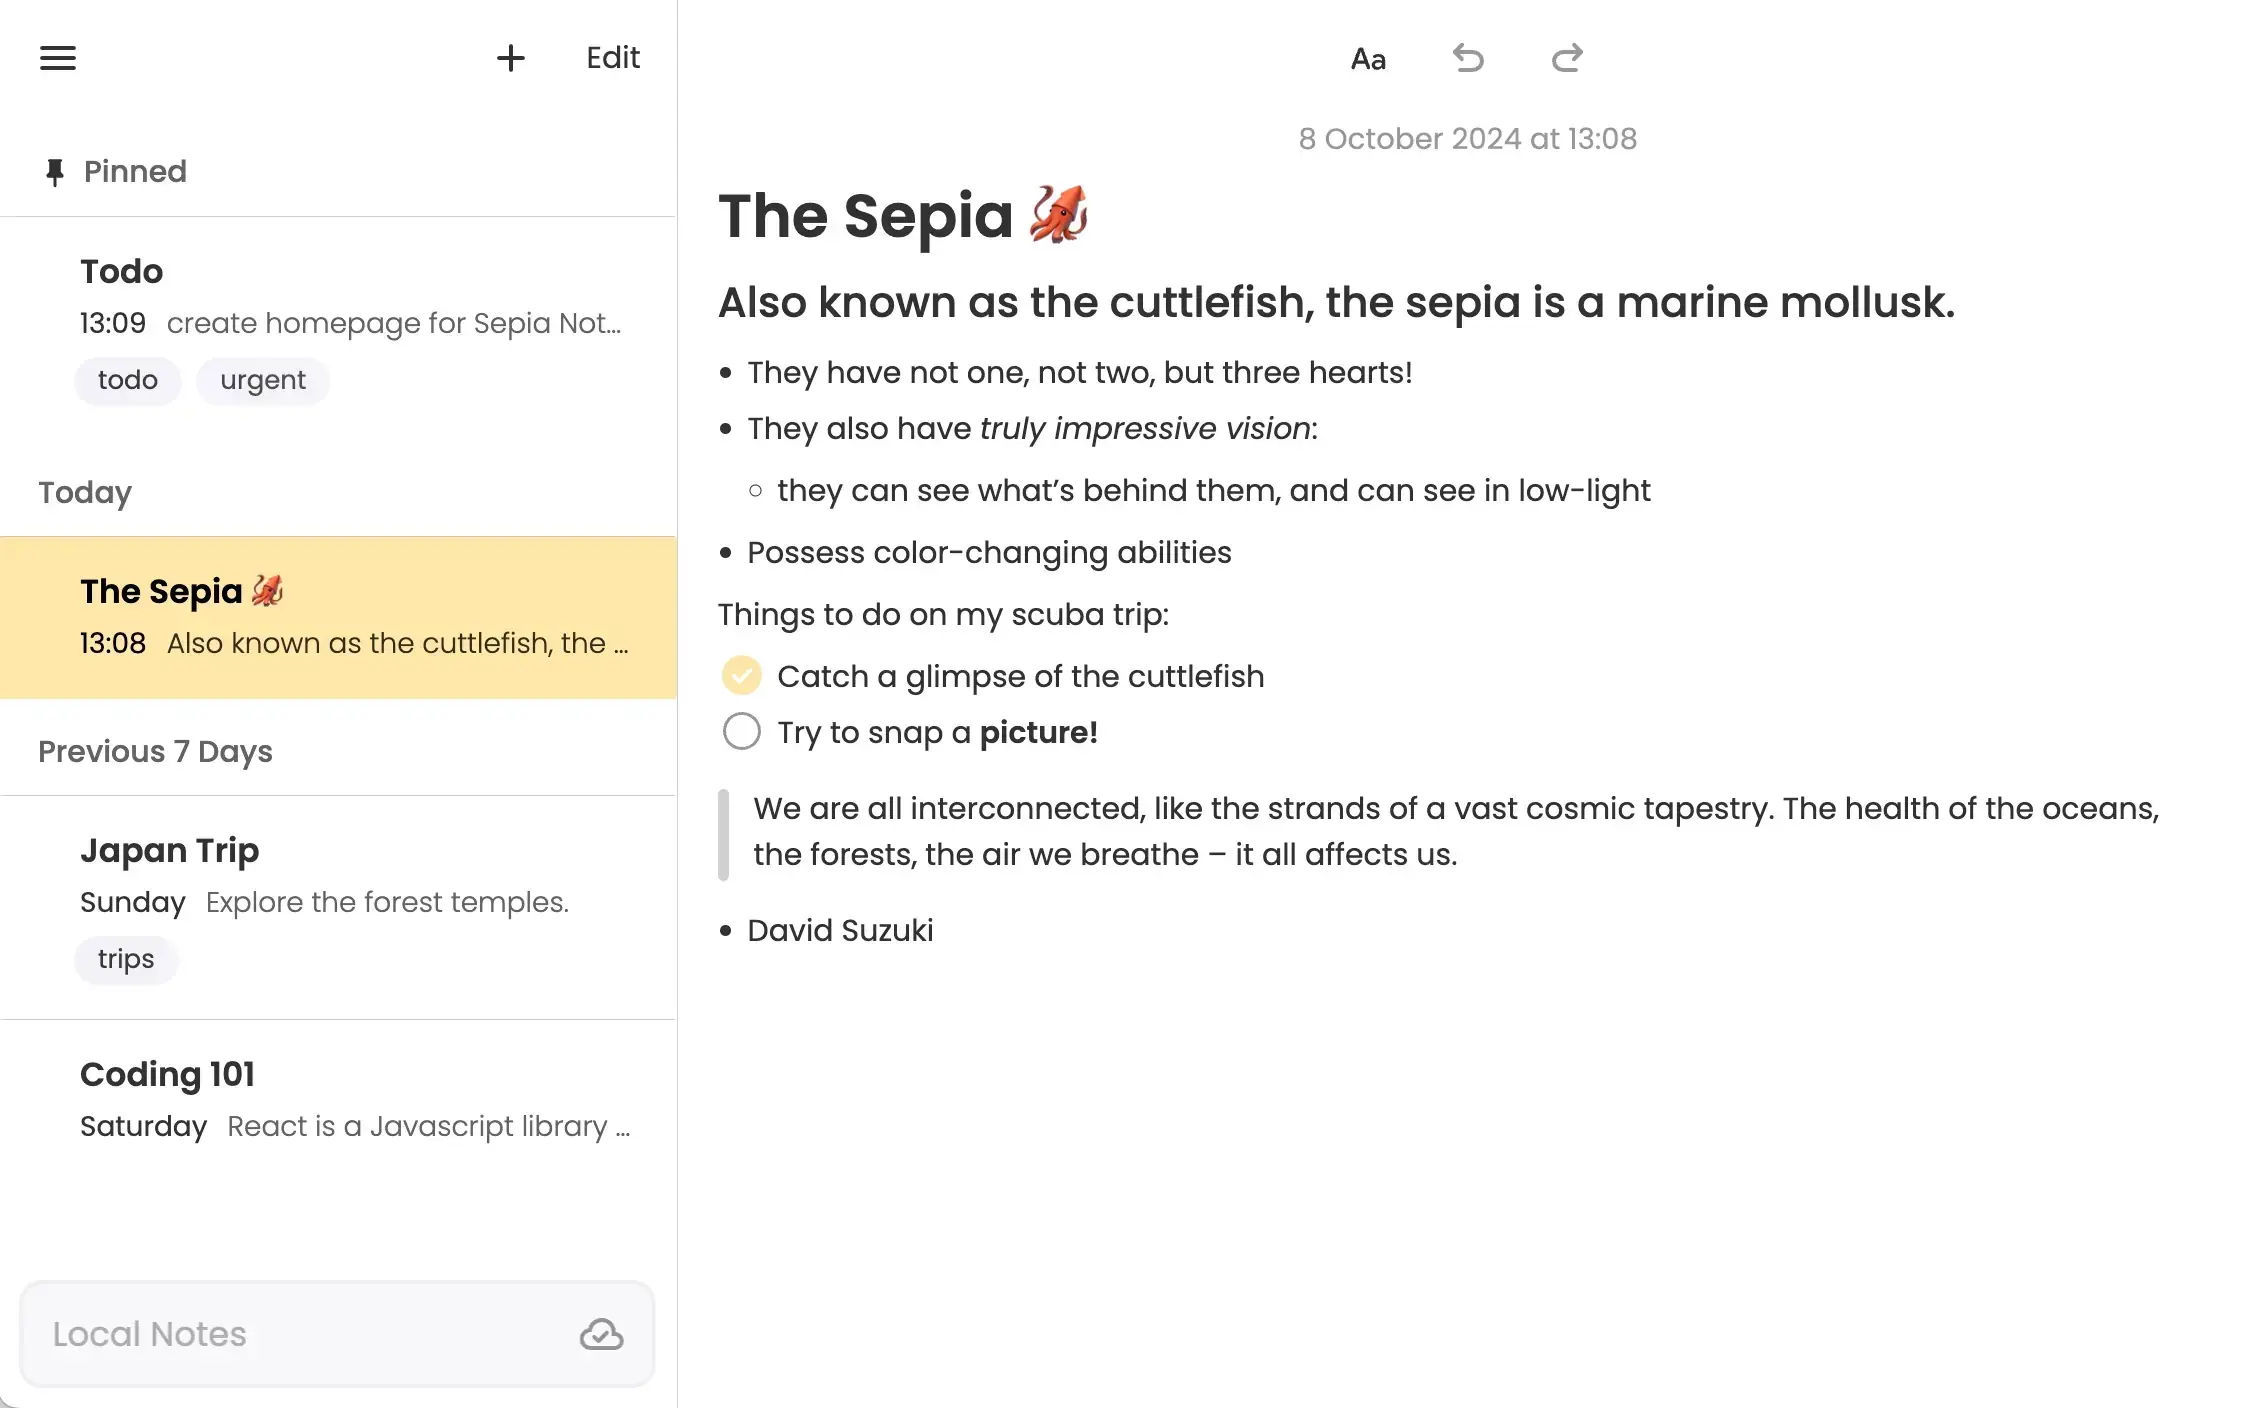 Edit
Pinned
Todo
13:09 create homepage for Sepia Not...
todo urgent
Today
The Sepia 🦑
13:08 Also known as the cuttlefish, the ...
Previous 7 Days
Japan Trip
Sunday Explore the forest temples.
trips
Coding 101
Saturday React is a Javascript library ...
Local Notes
Aa
8 October 2024 at 13:08
The Sepia 🦑
Also known as the cuttlefish, the sepia is a marine mollusk.
• They have not one, not two, but three hearts!
• They also have truly impressive vision:
○ they can see what’s behind them, and can see in low-light
• Possess color-changing abilities
Things to do on my scuba trip:
Catch a glimpse of the cuttlefish
Try to snap a picture!
We are all interconnected, like the strands of a vast cosmic tapestry. The health of the oceans,
the forests, the air we breathe – it all affects us.
• David Suzuki